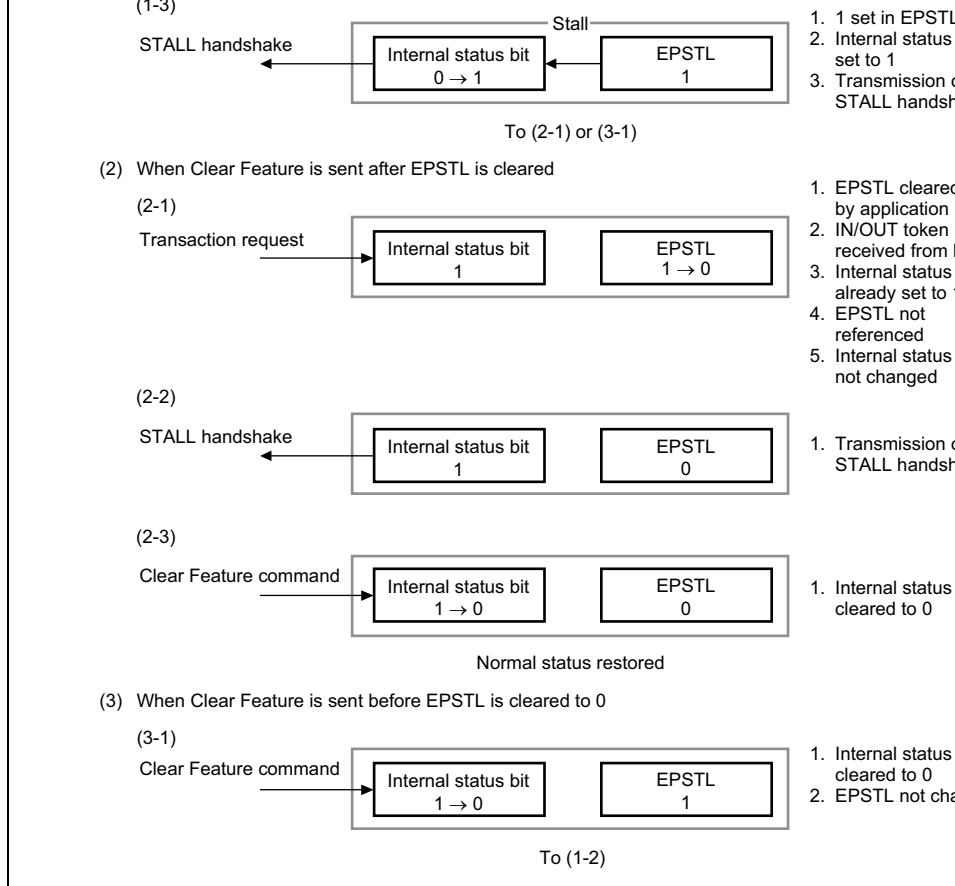 (1-3)
STALL handshake
Stall
Internal status bit
0 → 1
EPSTL
1
1. 1 set in EPSTL
2. Internal status
set to 1
3. Transmission
STALL
To (2-1) or (3-1)
(2) When Clear Feature is sent after EPSTL is cleared
(2-1)
Transaction request
Internal status bit
1
EPSTL
1 → 0
1. EPSTL cleared
by application
2. IN/OUT token
received from
3. Internal status
already set to
4. EPSTL not
referenced
5. Internal status
not changed
(2-2)
STALL handshake
Internal status bit
1
EPSTL
0
1. Transmission
STALL
(2-3)
Clear Feature command
Internal status bit
1 → 0
EPSTL
0
1. Internal status
cleared to 0
Normal status restored
(3) When Clear Feature is sent before EPSTL is cleared to 0
(3-1)
Clear Feature command
Internal status bit
1 → 0
EPSTL
1
1. Internal status
cleared to 0
2. EPSTL not
To (1-2)